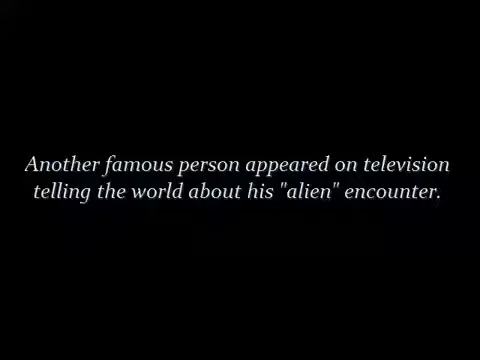 Another famous person appeared on television
telling the world about his "alien" encounter.